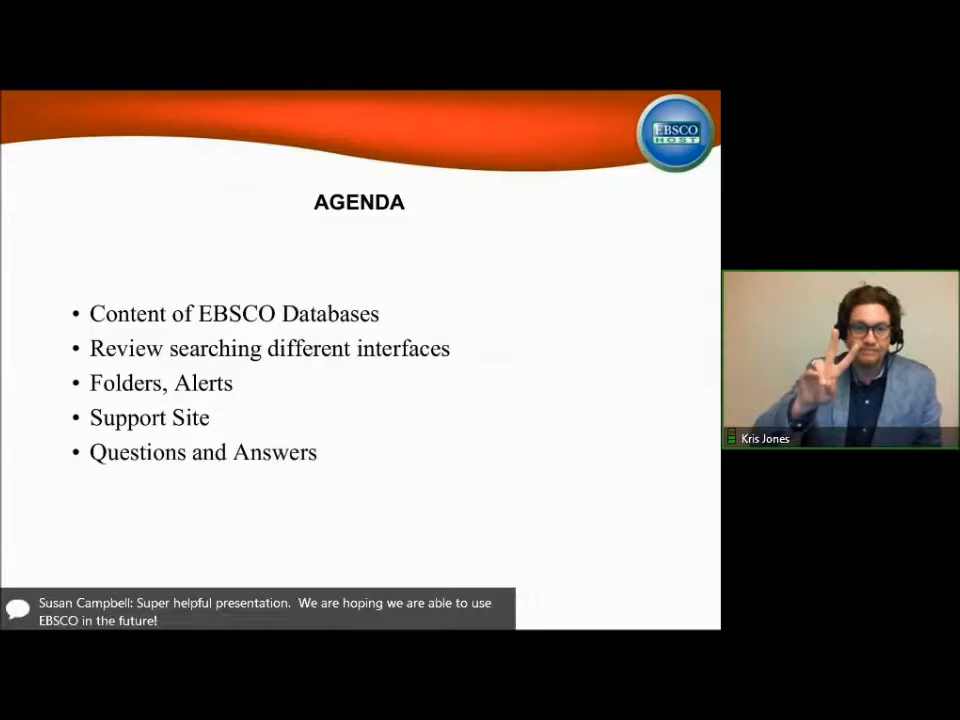 EBSCO
HOST
AGENDA
• Content of EBSCO Databases
• Review searching different interfaces
• Folders, Alerts
• Support Site
• Questions and Answers
Kris Jones
Susan Campbell: Super helpful presentation.  We are hoping we are able to use
EBSCO in the future!